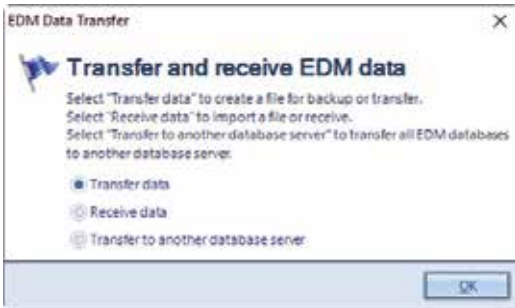 EDM Data Transfer
Transfer and receive EDM data
Select "Transfer data" to create a file for backup or transfer.
Select "Receive data" to import a file or receive.
Select "Transfer to another database server" to transfer all EDM databases
to another database server.
Transfer data
Receive data
Transfer to another database server
OK